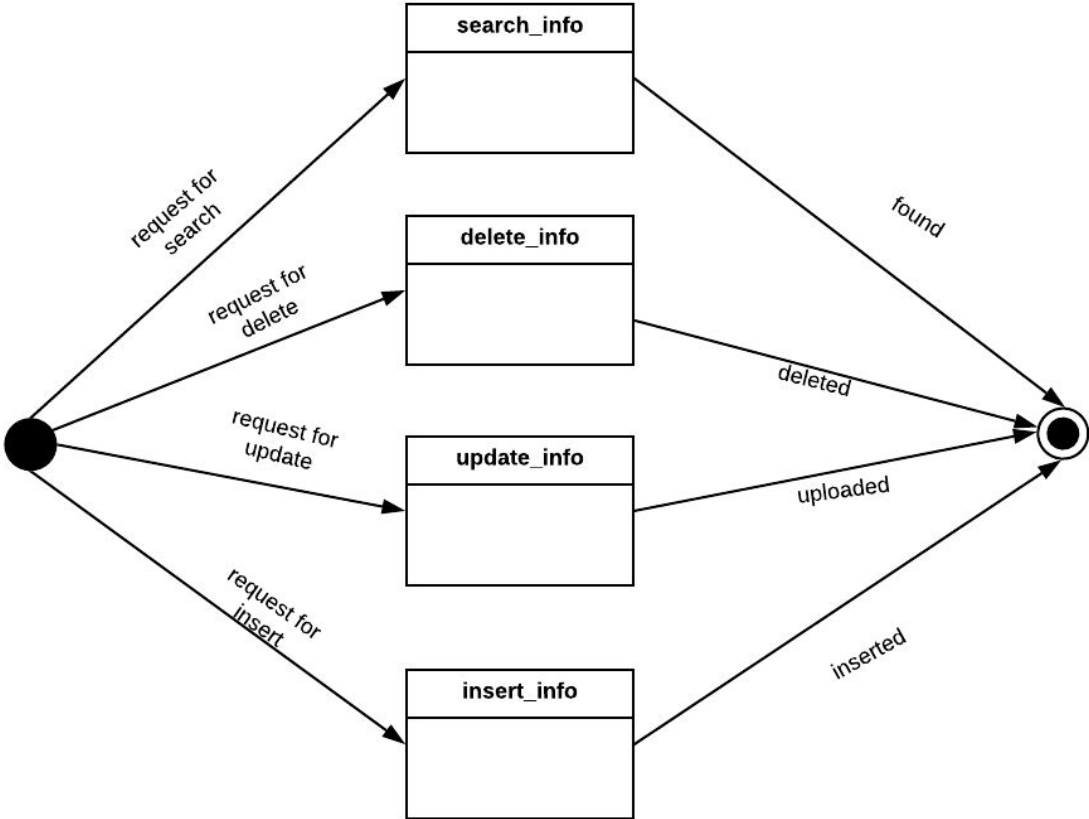 search_info
request for
search
found
delete_info
request for
delete
deleted
request for
update
update_info
uploaded
request for
insert
insert_info
inserted